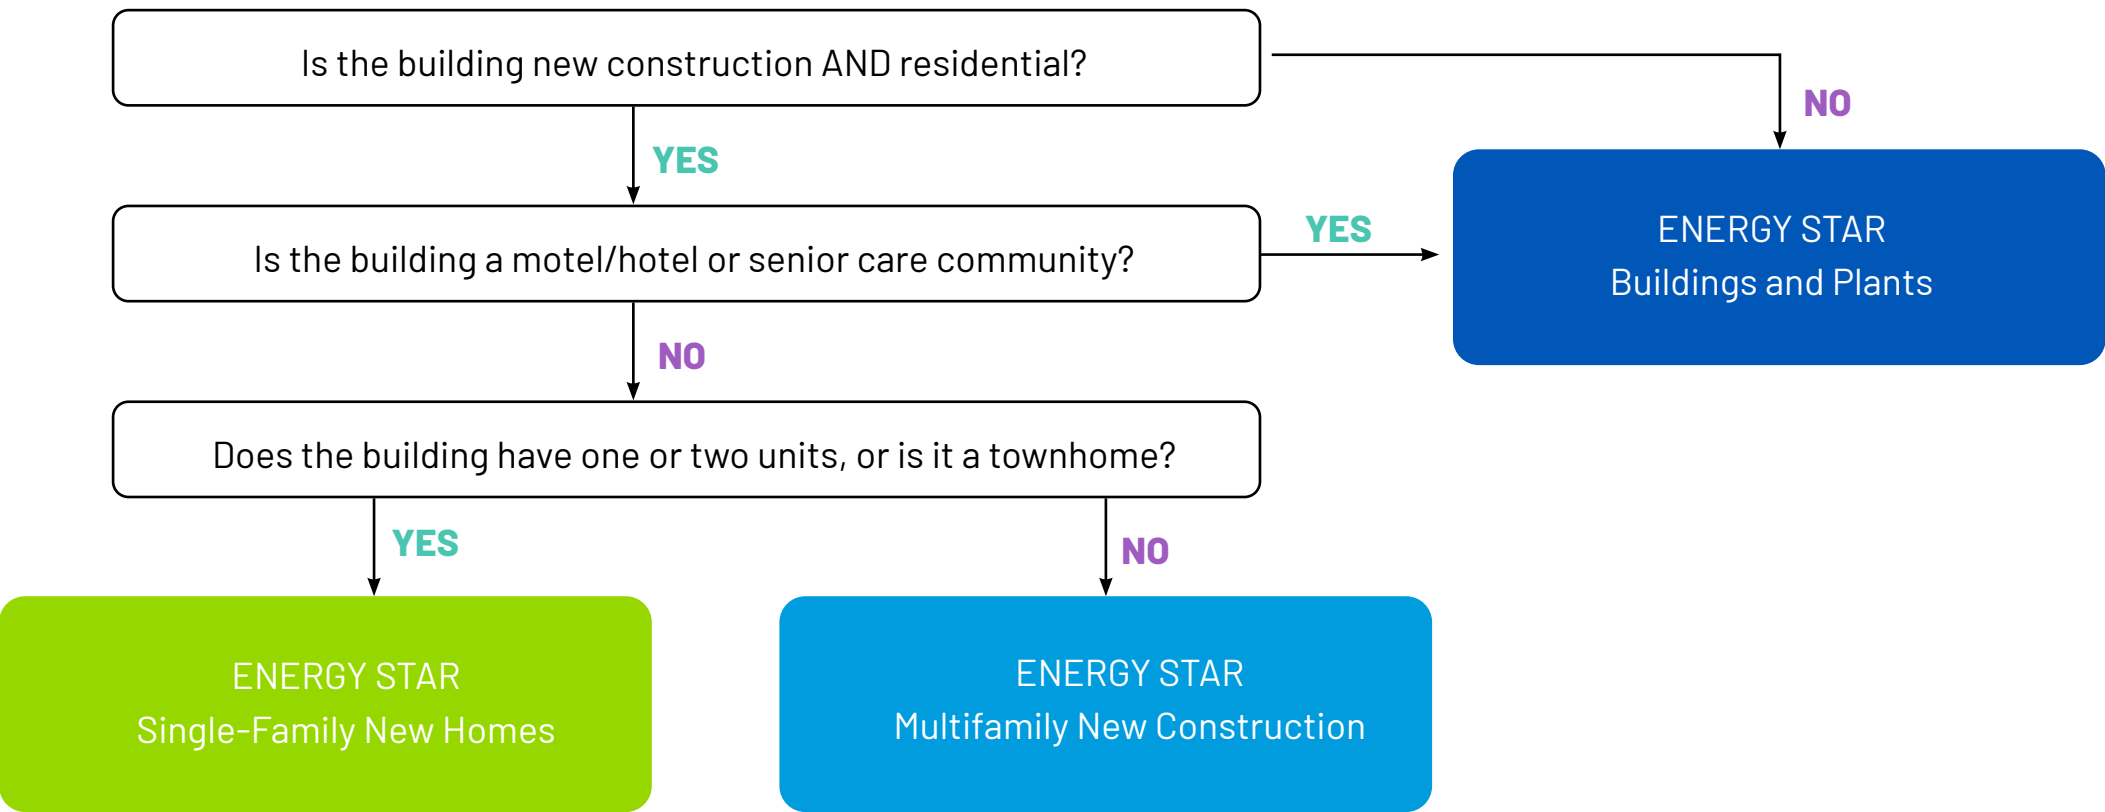 Is the building new construction AND residential?
NO
YES
Is the building a motel/hotel or senior care community?
YES
ENERGY STAR
Buildings and Plants
NO
Does the building have one or two units, or is it a townhome?
YES
NO
ENERGY STAR
Single-Family New Homes
ENERGY STAR
Multifamily New Construction